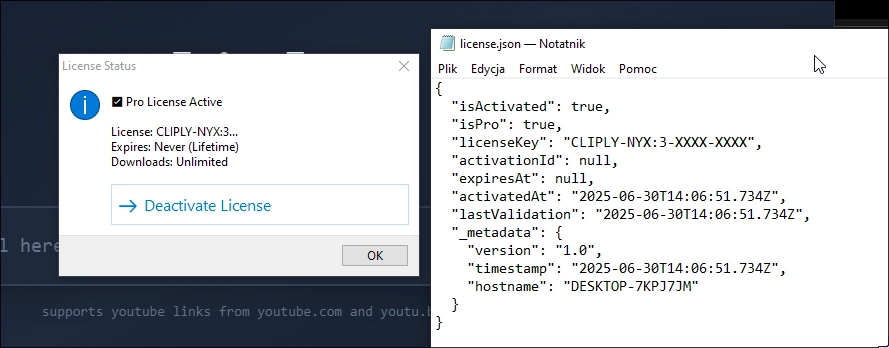 License Status
Pro License Active
License: CLIPLY-NYX:3...
Expires: Never (Lifetime)
Downloads: Unlimited
Deactivate License
OK
l here
supports youtube links from youtube.com and youtu.b
license.json — Notatnik
Plik Edycja Format Widok Pomoc
{
"isActivated": true,
"isPro": true,
"licenseKey": "CLIPLY-NYX:3-XXXX-XXXX",
"activationId": null,
"expiresAt": null,
"activatedAt": "2025-06-30T14:06:51.734Z",
"lastValidation": "2025-06-30T14:06:51.734Z",
"_metadata": {
"version": "1.0",
"timestamp": "2025-06-30T14:06:51.734Z",
"hostname": "DESKTOP-7KPJ7JM"
}
}